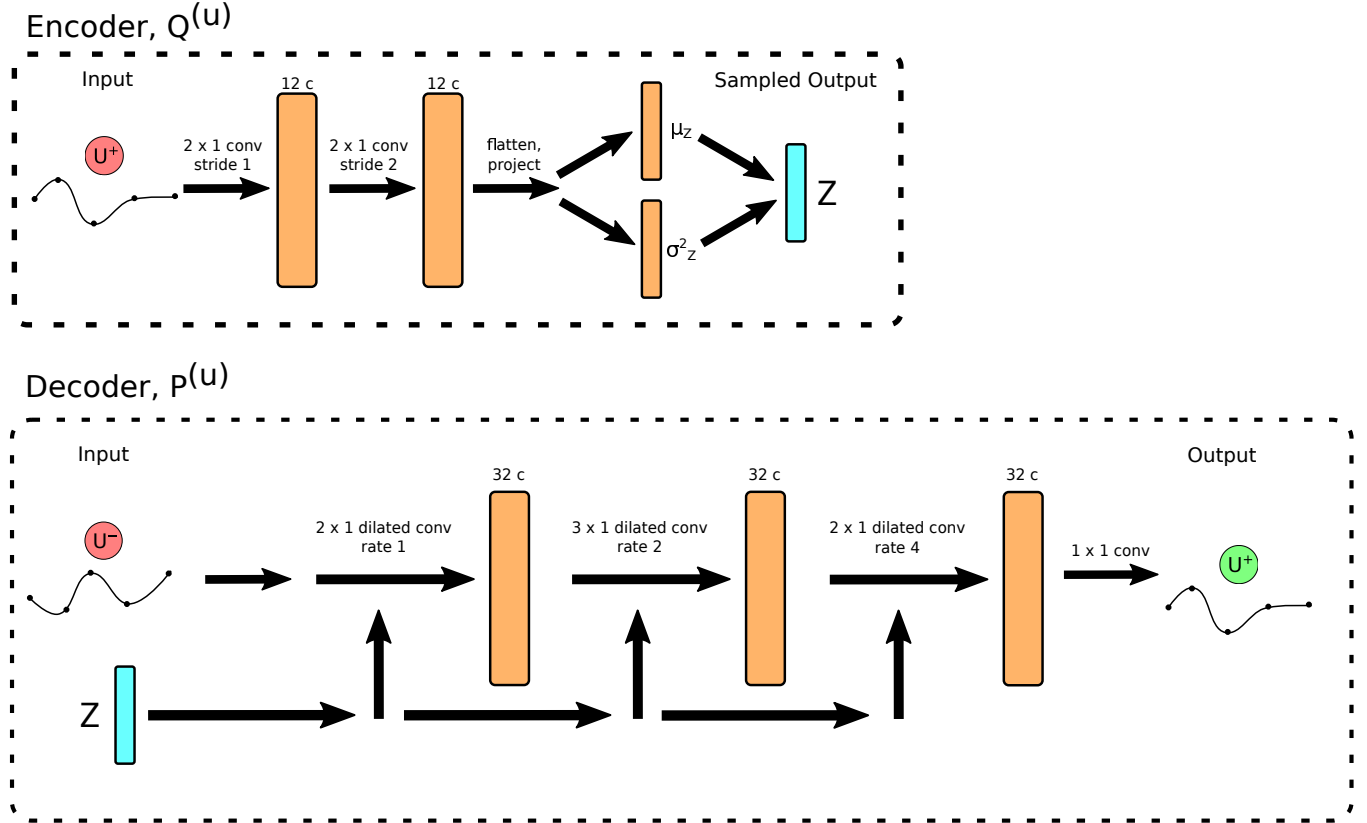 Encoder, Q(u)
Input
Sampled Output
12 c
12 c
U+
2 x 1 conv
stride 1
2 x 1 conv
stride 2
flatten,
project
μZ
σ²Z
Z
Decoder, P(u)
Input
Output
32 c
32 c
32 c
U−
2 x 1 dilated conv
rate 1
3 x 1 dilated conv
rate 2
2 x 1 dilated conv
rate 4
1 x 1 conv
U+
Z